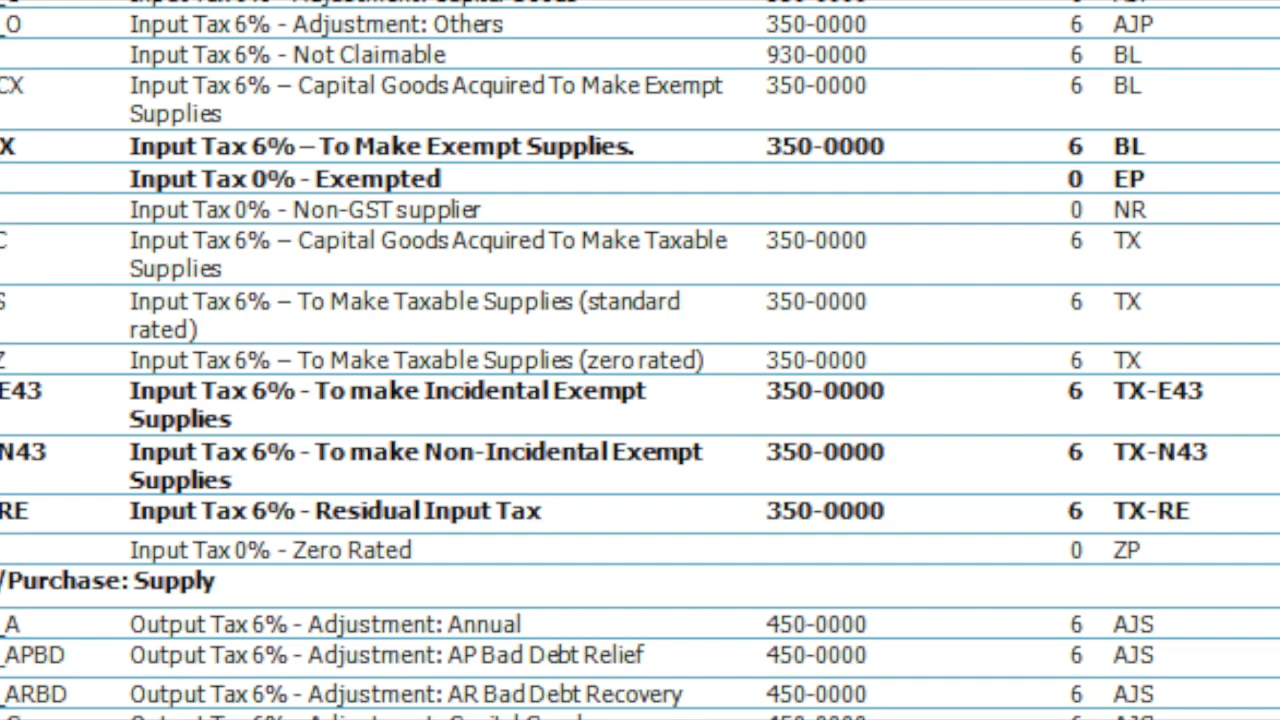 _O Input Tax 6% - Adjustment: Others 350-0000 6 AJP
Input Tax 6% - Not Claimable 930-0000 6 BL
CX Input Tax 6% – Capital Goods Acquired To Make Exempt 350-0000 6 BL
Supplies
X Input Tax 6% – To Make Exempt Supplies. 350-0000 6 BL
Input Tax 0% - Exempted 0 EP
Input Tax 0% - Non-GST supplier 0 NR
C Input Tax 6% – Capital Goods Acquired To Make Taxable 350-0000 6 TX
Supplies
S Input Tax 6% – To Make Taxable Supplies (standard 350-0000 6 TX
rated)
Z Input Tax 6% – To Make Taxable Supplies (zero rated) 350-0000 6 TX
E43 Input Tax 6% - To make Incidental Exempt 350-0000 6 TX-E43
Supplies
N43 Input Tax 6% - To make Non-Incidental Exempt 350-0000 6 TX-N43
Supplies
RE Input Tax 6% - Residual Input Tax 350-0000 6 TX-RE
Input Tax 0% - Zero Rated 0 ZP
/Purchase: Supply
_A Output Tax 6% - Adjustment: Annual 450-0000 6 AJS
_APBD Output Tax 6% - Adjustment: AP Bad Debt Relief 450-0000 6 AJS
_ARBD Output Tax 6% - Adjustment: AR Bad Debt Recovery 450-0000 6 AJS